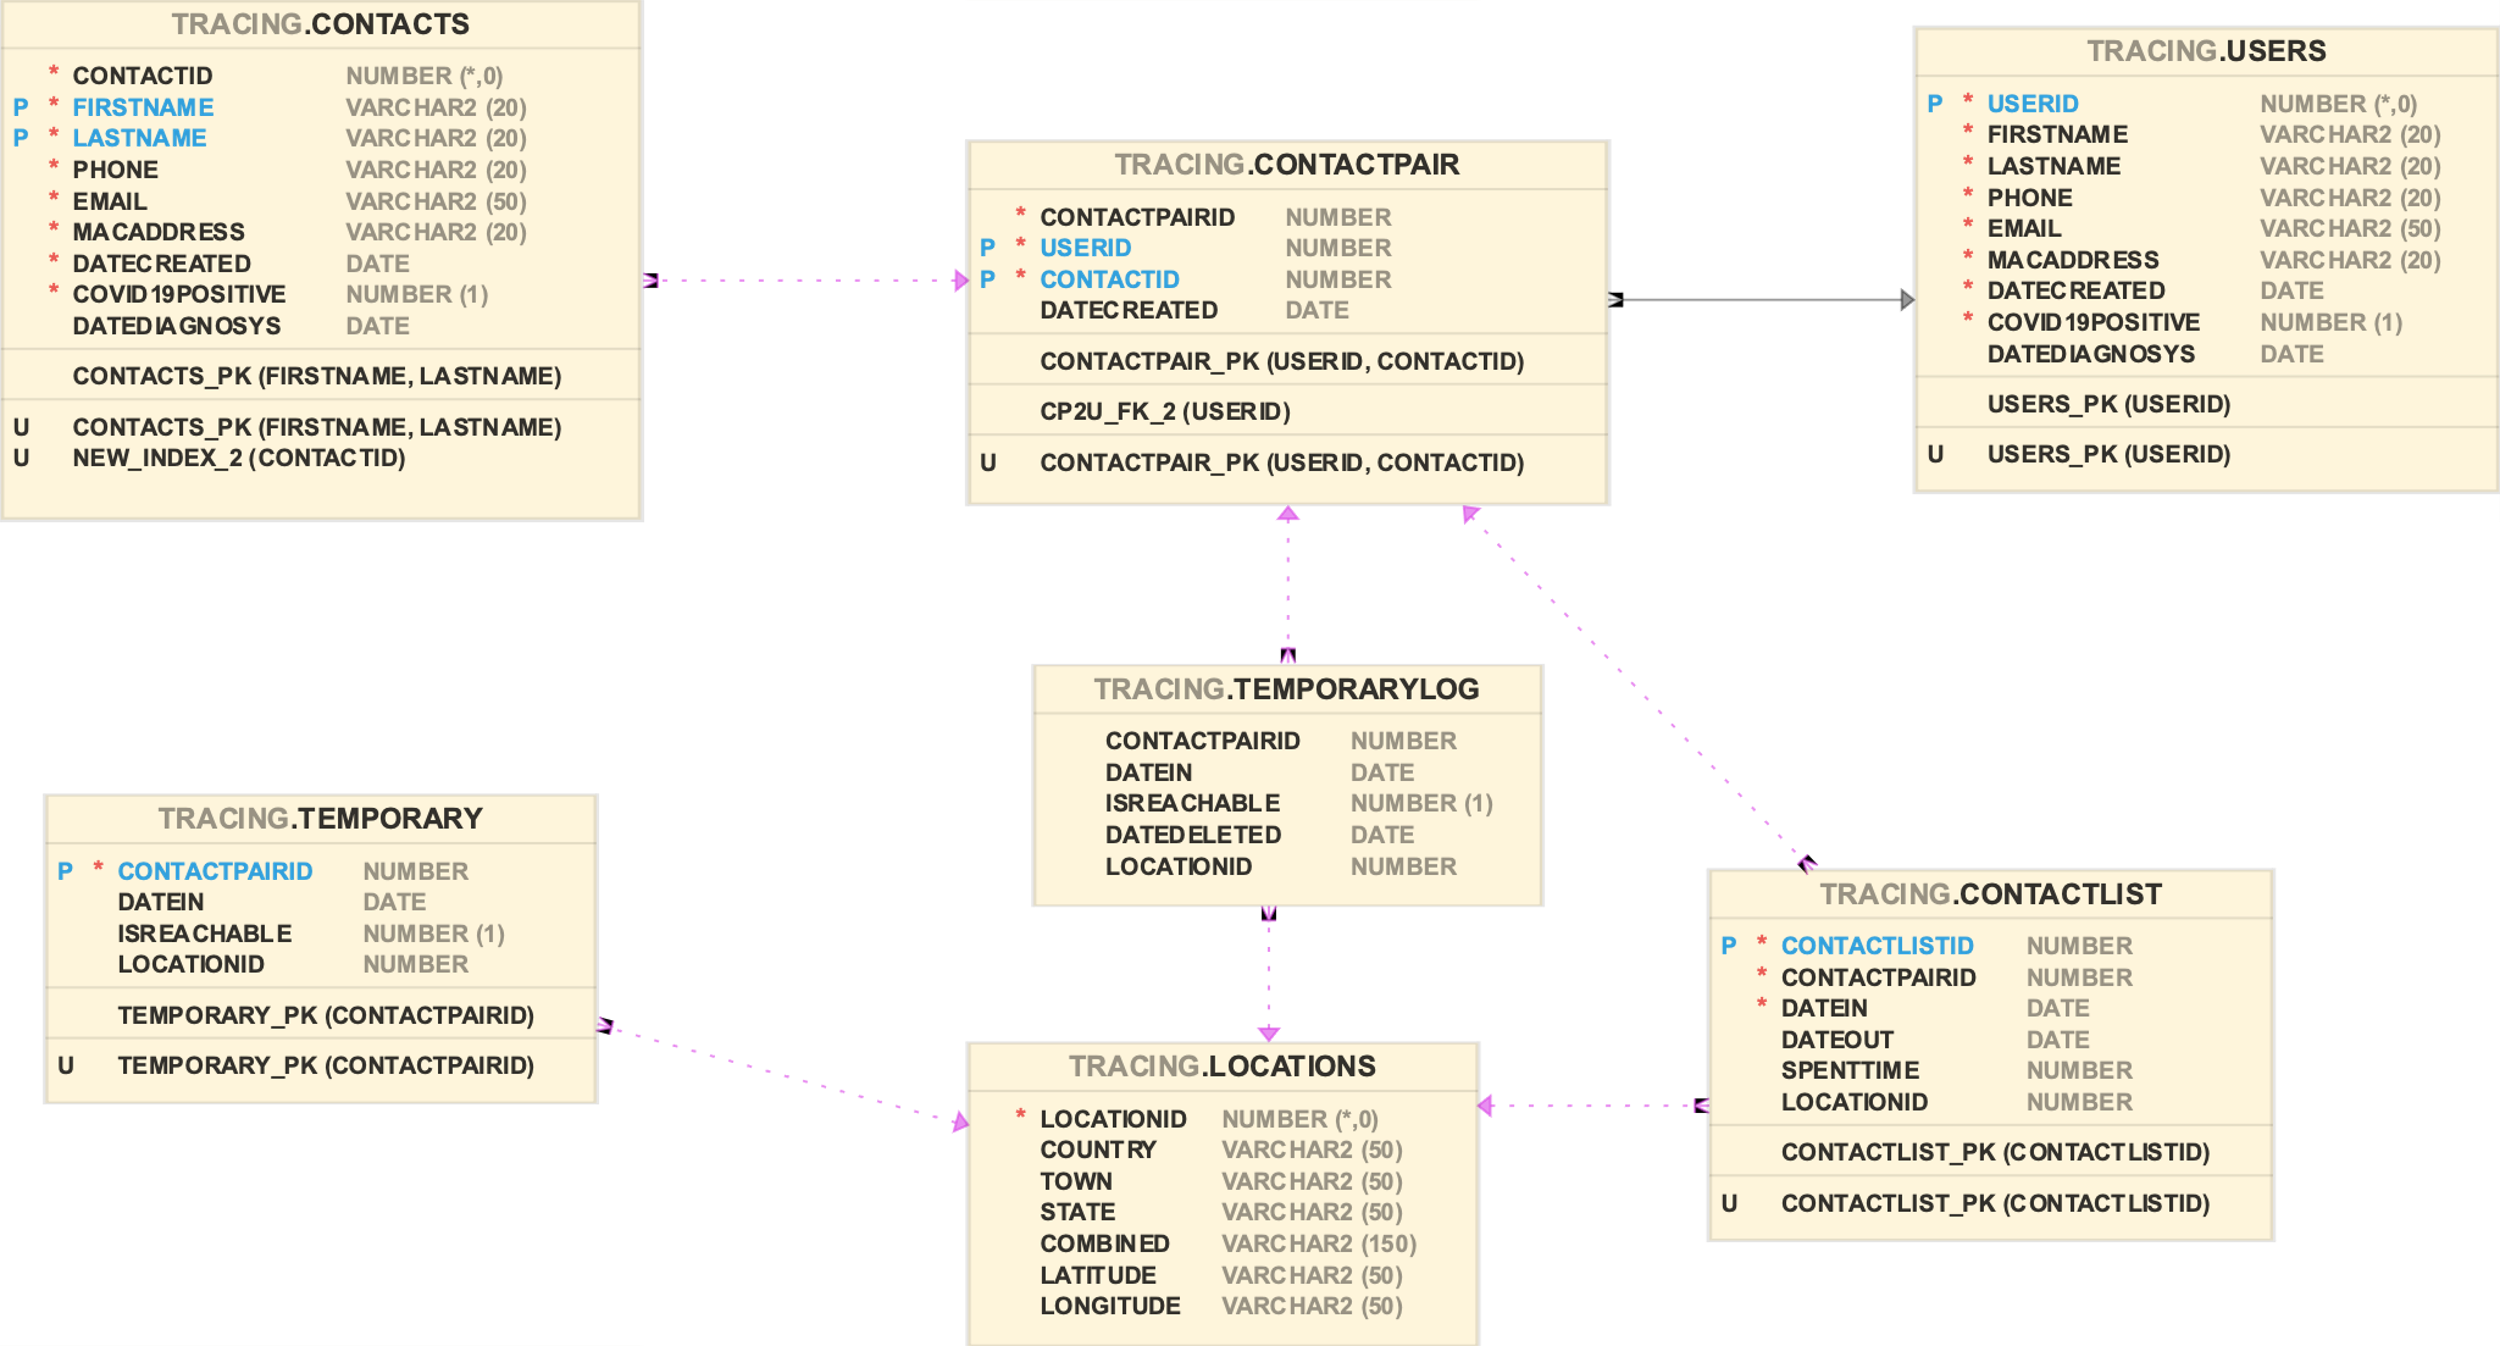 TRACING.CONTACTS
* CONTACTID NUMBER (*,0)
P * FIRSTNAME VARCHAR2 (20)
P * LASTNAME VARCHAR2 (20)
* PHONE VARCHAR2 (20)
* EMAIL VARCHAR2 (50)
* MACADDRESS VARCHAR2 (20)
* DATECREATED DATE
* COVID19POSITIVE NUMBER (1)
DATEDIAGNOSYS DATE
CONTACTS_PK (FIRSTNAME, LASTNAME)
U CONTACTS_PK (FIRSTNAME, LASTNAME)
U NEW_INDEX_2 (CONTACTID)
TRACING.CONTACTPAIR
* CONTACTPAIRID NUMBER
P * USERID NUMBER
P * CONTACTID NUMBER
DATECREATED DATE
CONTACTPAIR_PK (USERID, CONTACTID)
CP2U_FK_2 (USERID)
U CONTACTPAIR_PK (USERID, CONTACTID)
TRACING.USERS
P * USERID NUMBER (*,0)
* FIRSTNAME VARCHAR2 (20)
* LASTNAME VARCHAR2 (20)
* PHONE VARCHAR2 (20)
* EMAIL VARCHAR2 (50)
* MACADDRESS VARCHAR2 (20)
* DATECREATED DATE
* COVID19POSITIVE NUMBER (1)
DATEDIAGNOSYS DATE
USERS_PK (USERID)
U USERS_PK (USERID)
TRACING.TEMPORARYLOG
CONTACTPAIRID NUMBER
DATEIN DATE
ISREACHABLE NUMBER (1)
DATEDELETED DATE
LOCATIONID NUMBER
TRACING.TEMPORARY
P * CONTACTPAIRID NUMBER
DATEIN DATE
ISREACHABLE NUMBER (1)
LOCATIONID NUMBER
TEMPORARY_PK (CONTACTPAIRID)
U TEMPORARY_PK (CONTACTPAIRID)
TRACING.LOCATIONS
* LOCATIONID NUMBER (*,0)
COUNTRY VARCHAR2 (50)
TOWN VARCHAR2 (50)
STATE VARCHAR2 (50)
COMBINED VARCHAR2 (150)
LATITUDE VARCHAR2 (50)
LONGITUDE VARCHAR2 (50)
TRACING.CONTACTLIST
P * CONTACTLISTID NUMBER
* CONTACTPAIRID NUMBER
* DATEIN DATE
DATEOUT DATE
SPENTTIME NUMBER
LOCATIONID NUMBER
CONTACTLIST_PK (CONTACTLISTID)
U CONTACTLIST_PK (CONTACTLISTID)